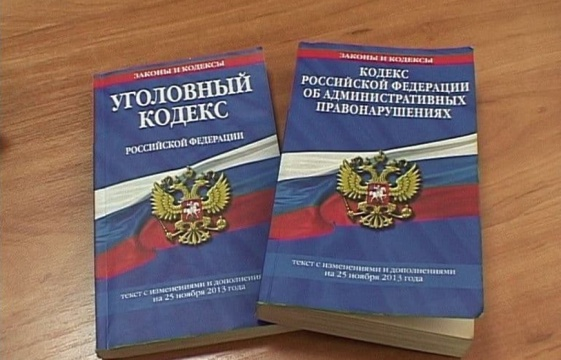 ЗАКОНЫ И КОДЕКСЫ
УГОЛОВНЫЙ
КОДЕКС
РОССИЙСКОЙ ФЕДЕРАЦИИ
текст с изменениями и дополнени
на 25 ноября 2013 года
ЗАКОНЫ И КОДЕКСЫ
КОДЕКС
РОССИЙСКОЙ ФЕДЕРАЦИИ
ОБ АДМИНИСТРАТИВНЫХ
ПРАВОНАРУШЕНИЯХ
текст с изменениями и дополнениями
на 25 ноября 2013 года